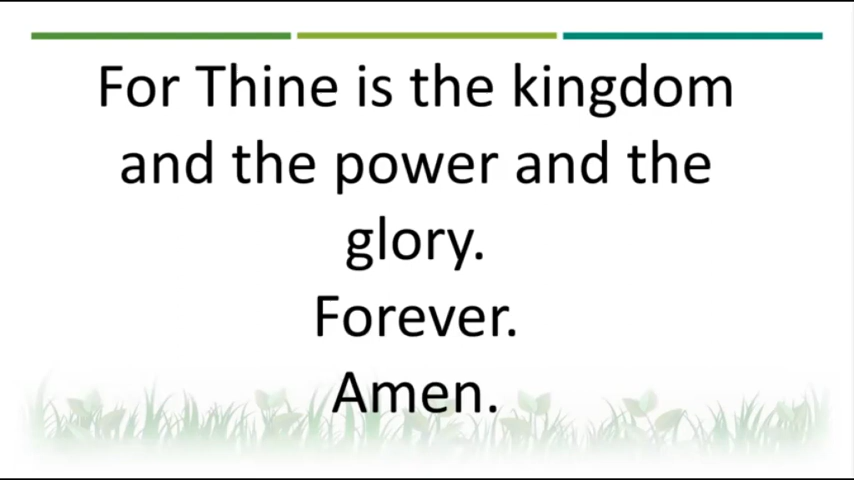 For Thine is the kingdom
and the power and the
glory.
Forever.
Amen.